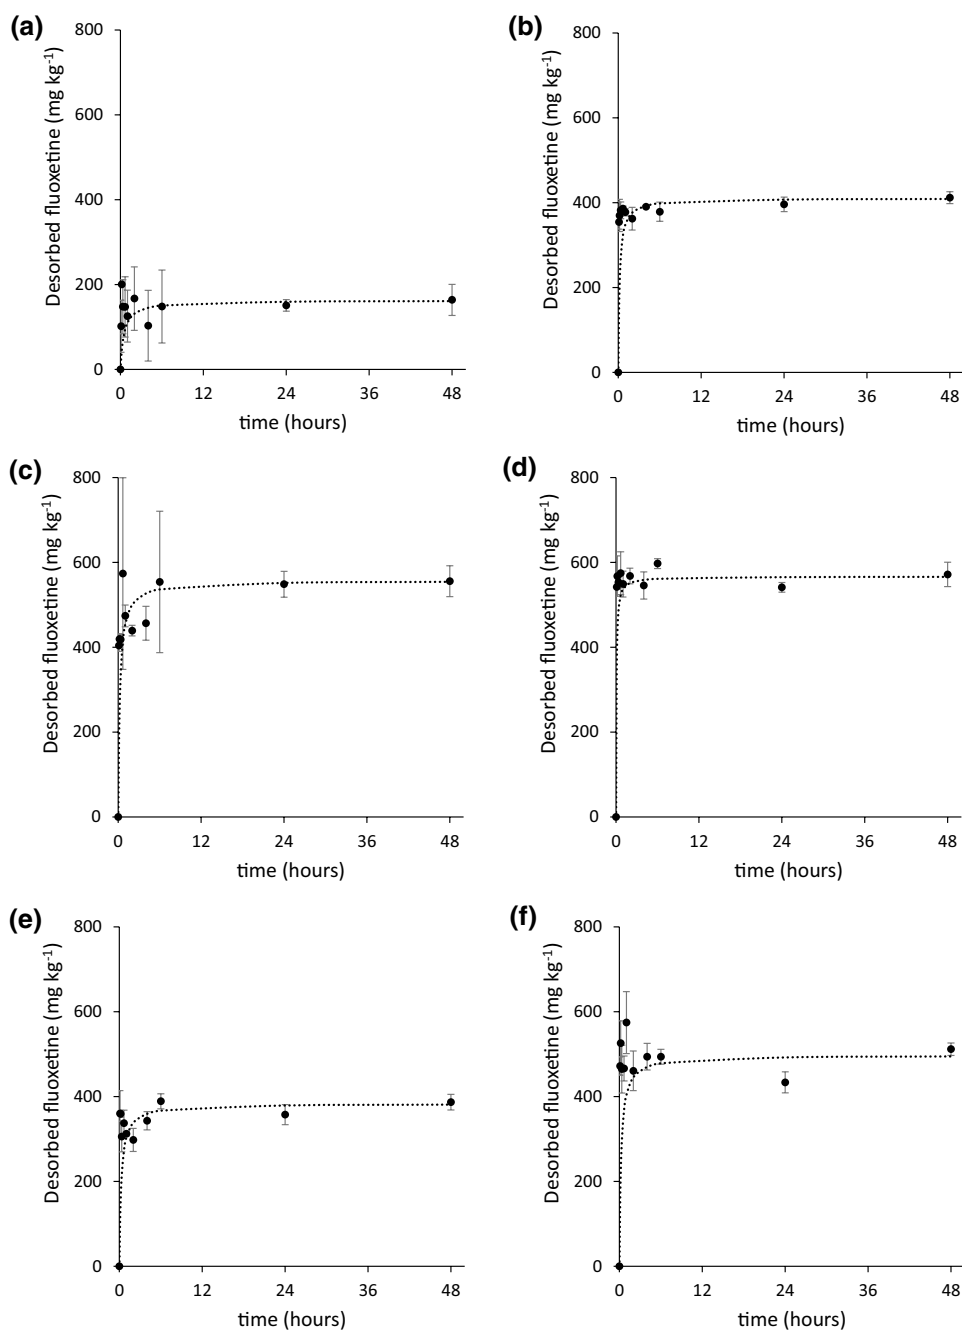 (a)
Desorbed fluoxetine (mg kg⁻¹)
800
600
400
200
0
0 12 24 36 48
time (hours)
(b)
Desorbed fluoxetine (mg kg⁻¹)
800
600
400
200
0
0 12 24 36 48
time (hours)
(c)
Desorbed fluoxetine (mg kg⁻¹)
800
600
400
200
0
0 12 24 36 48
time (hours)
(d)
Desorbed fluoxetine (mg kg⁻¹)
800
600
400
200
0
0 12 24 36 48
time (hours)
(e)
Desorbed fluoxetine (mg kg⁻¹)
800
600
400
200
0
0 12 24 36 48
time (hours)
(f)
Desorbed fluoxetine (mg kg⁻¹)
800
600
400
200
0
0 12 24 36 48
time (hours)